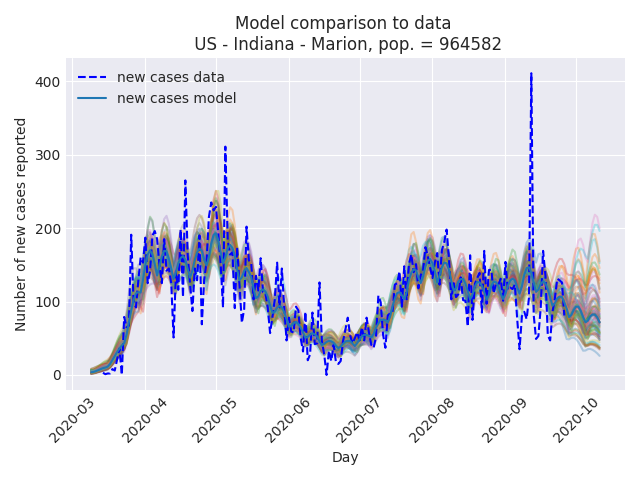 Model comparison to data
US - Indiana - Marion, pop. = 964582
new cases data
new cases model
Number of new cases reported
400
300
200
100
0
2020-03
2020-04
2020-05
2020-06
2020-07
2020-08
2020-09
2020-10
Day